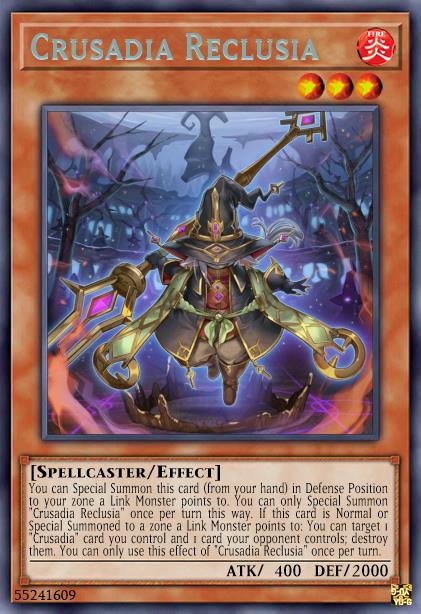 Crusadia Reclusia
FIRE
炎
[Spellcaster/Effect]
You can Special Summon this card (from your hand) in Defense Position
to your zone a Link Monster points to. You can only Special Summon
"Crusadia Reclusia" once per turn this way. If this card is Normal or
Special Summoned to a zone a Link Monster points to: You can target 1
"Crusadia" card you control and 1 card your opponent controls; destroy
them. You can only use this effect of "Crusadia Reclusia" once per turn.
ATK/ 400 DEF/2000
55241609